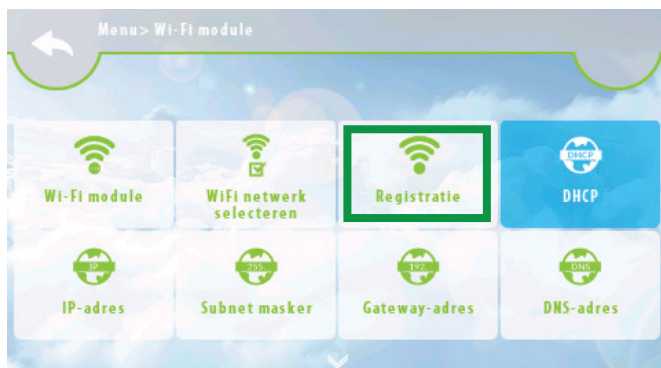 Menu> Wi-Fi module
Wi-Fi module
WiFi netwerk
selecteren
Registratie
DHCP
DHCP
IP
IP-adres
255
Subnet masker
192
Gateway-adres
DNS
DNS-adres